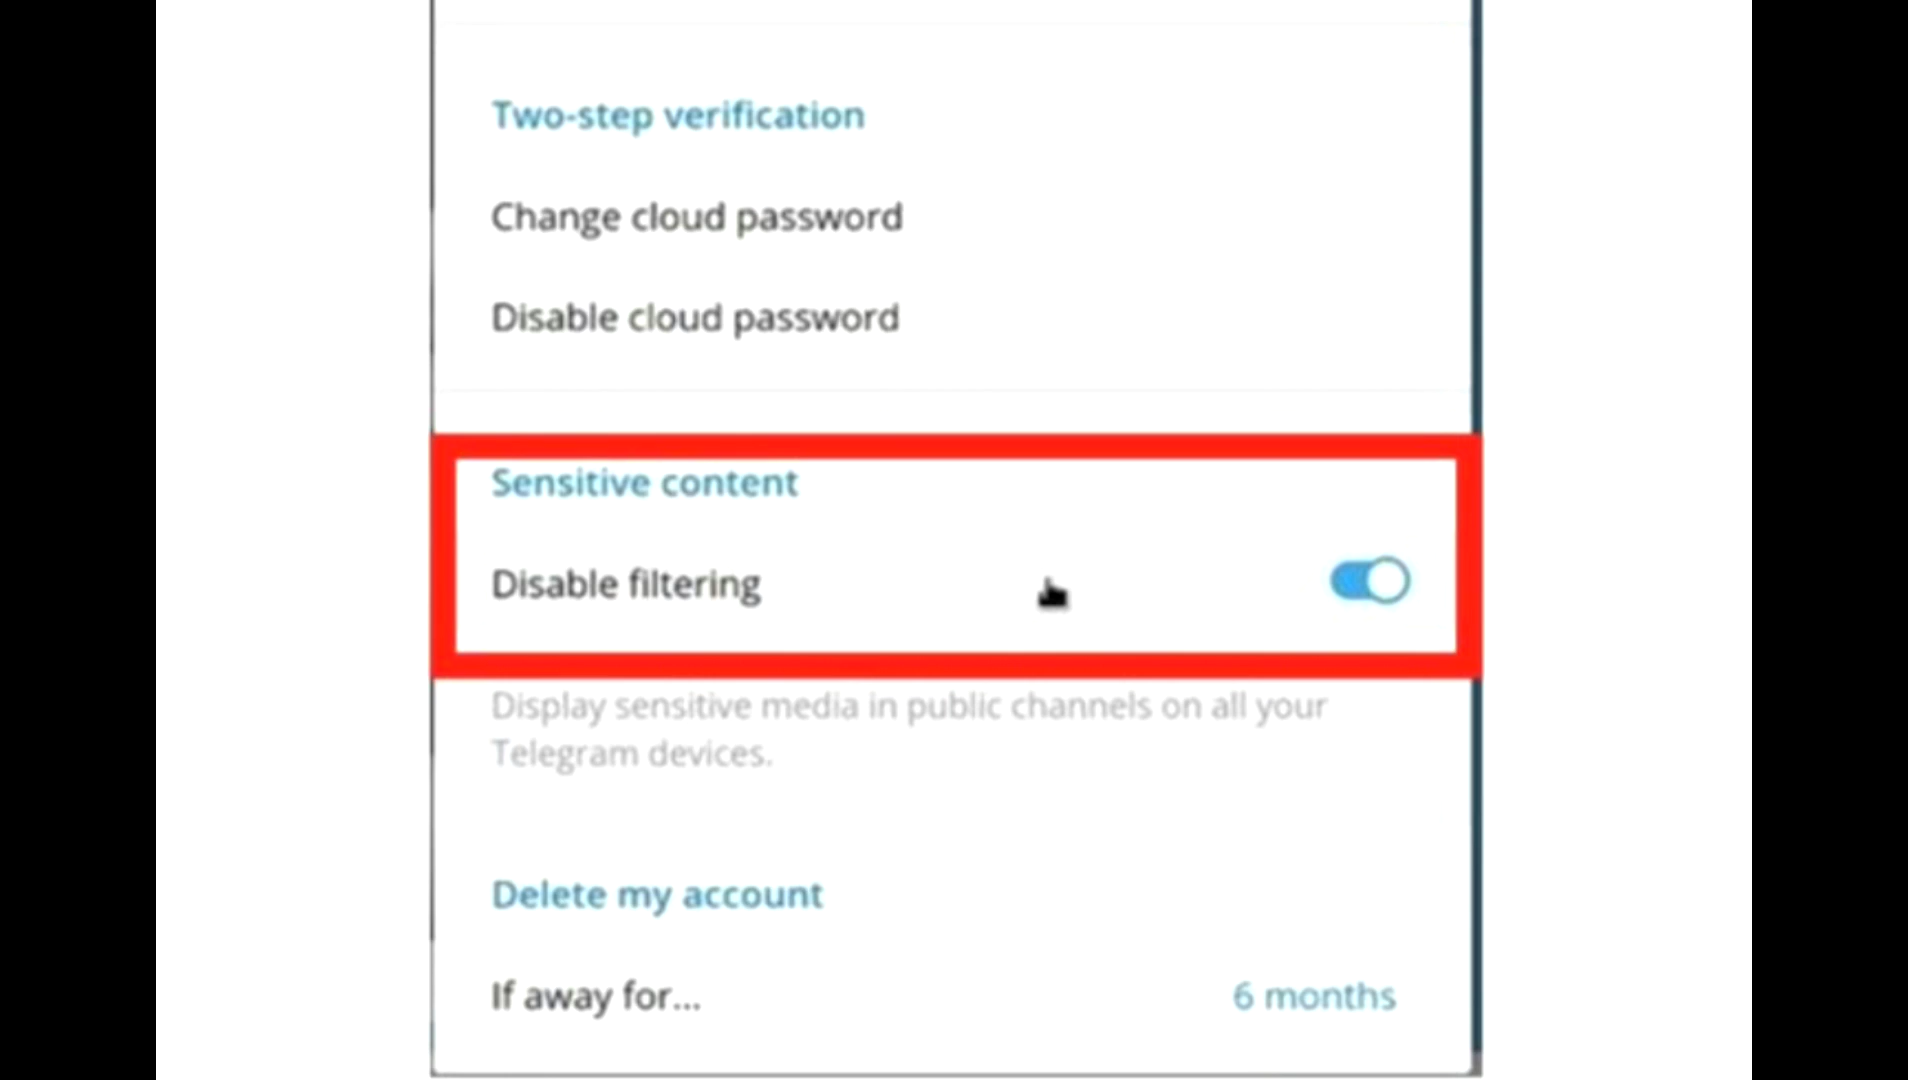 Two-step verification
Change cloud password
Disable cloud password
Sensitive content
Disable filtering
Display sensitive media in public channels on all your
Telegram devices.
Delete my account
If away for...
6 months